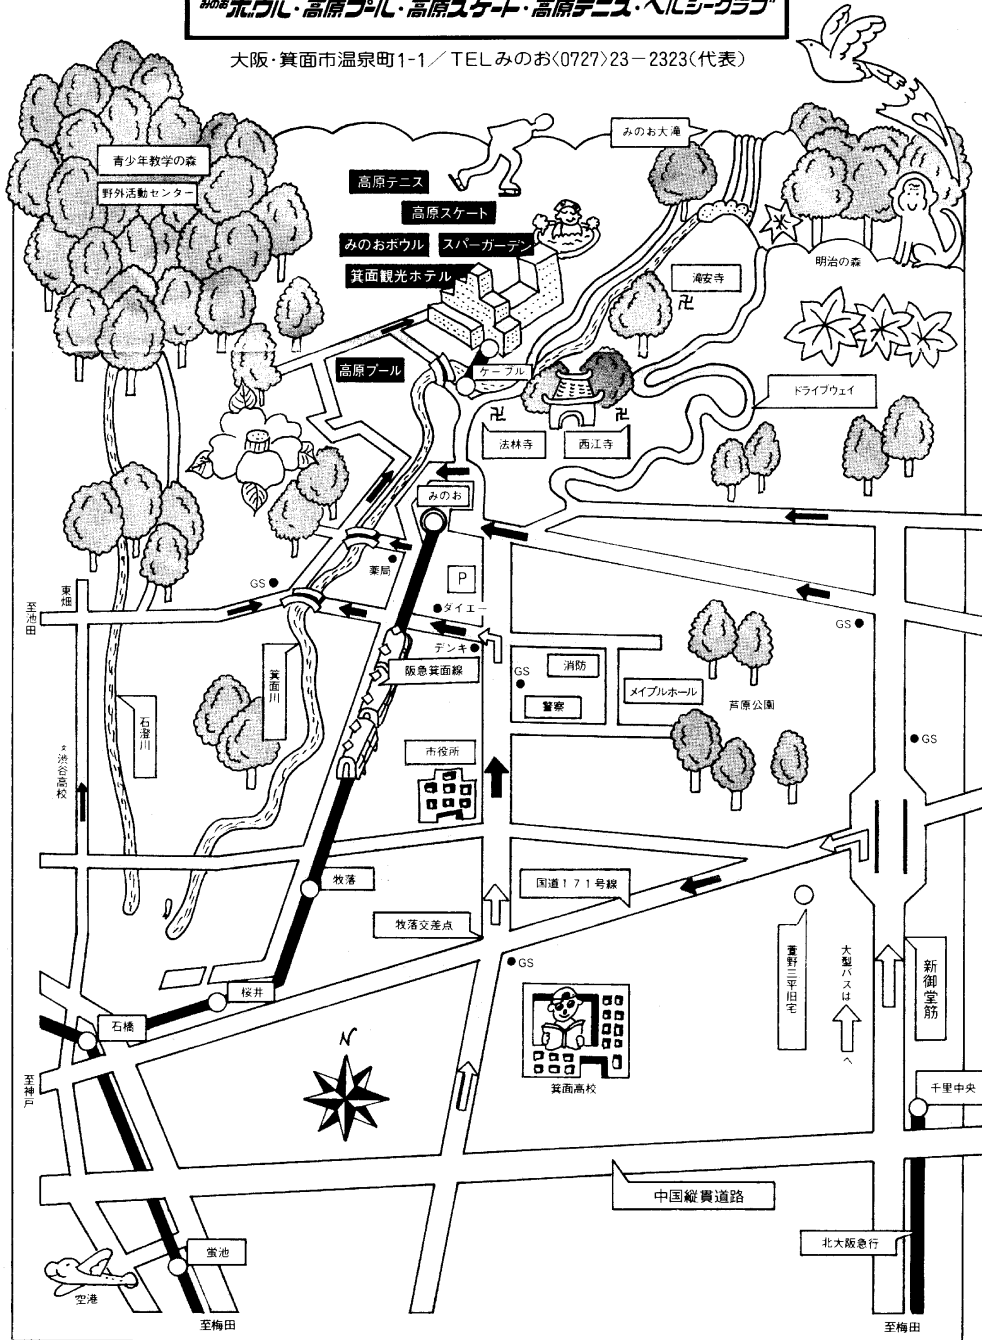 みのおボウル・高原プール・高原スケート・高原テニス・ヘルシークラブ
大阪・箕面市温泉町1-1／TELみのお〈0727〉23－2323(代表)
みのお大滝
青少年教学の森
野外活動センター
高原テニス
高原スケート
みのおボウル
スパーガーデン
箕面観光ホテル
明治の森
滝安寺
卍
高原プール
ケーブル
ドライブウェイ
卍
卍
法林寺
西江寺
みのお
薬局
P
GS
東畑
至池田
ダイエー
デンキ
GS
消防
阪急箕面線
GS
箕面川
警察
メイプルホール
芦原公園
石澄川
GS
市役所
渋谷高校
牧落
国道171号線
牧落交差点
萱野三平旧宅
大型バスは
へ
新御堂筋
GS
桜井
石橋
N
至神戸
箕面高校
千里中央
中国縦貫道路
蛍池
北大阪急行
空港
至梅田
至梅田